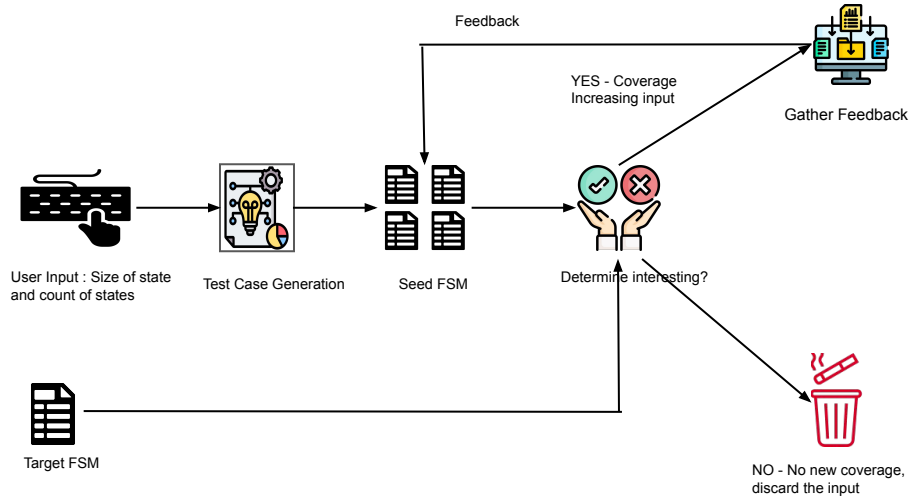 Feedback
YES - Coverage
Increasing input
Gather Feedback
User Input : Size of state
and count of states
Test Case Generation
Seed FSM
Determine interesting?
Target FSM
NO - No new coverage,
discard the input